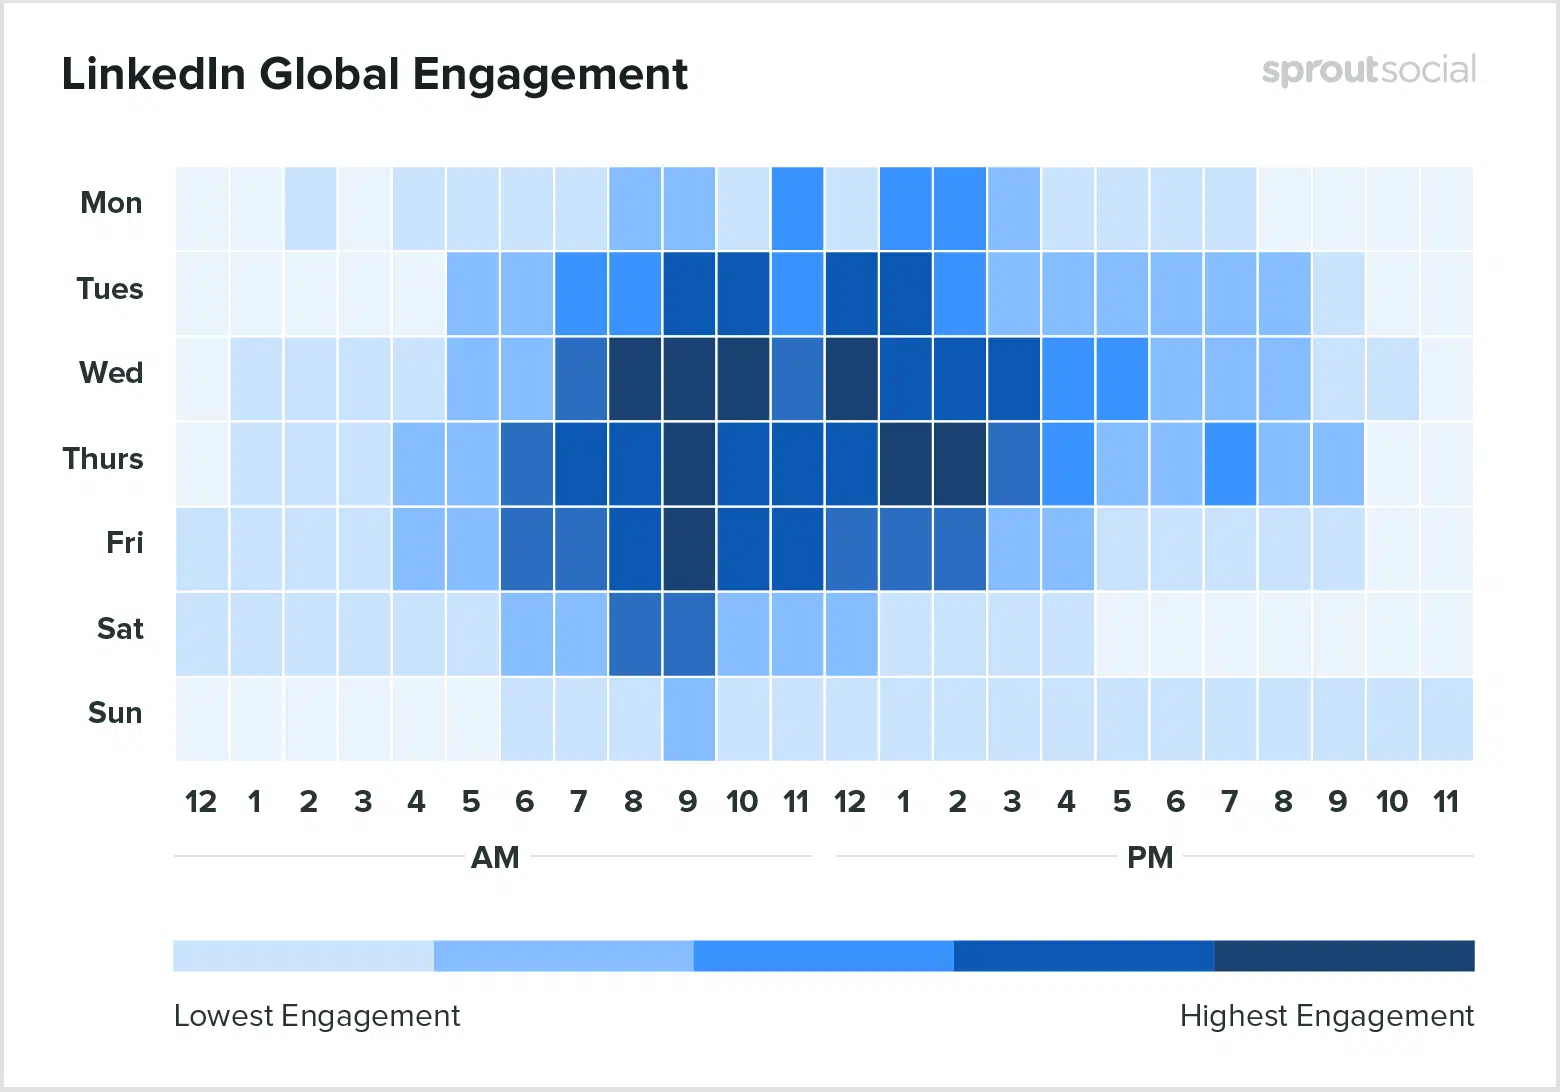 LinkedIn Global Engagement
sproutsocial
Mon
Tues
Wed
Thurs
Fri
Sat
Sun
12 1 2 3 4 5 6 7 8 9 10 11 12 1 2 3 4 5 6 7 8 9 10 11
AM PM
Lowest Engagement Highest Engagement